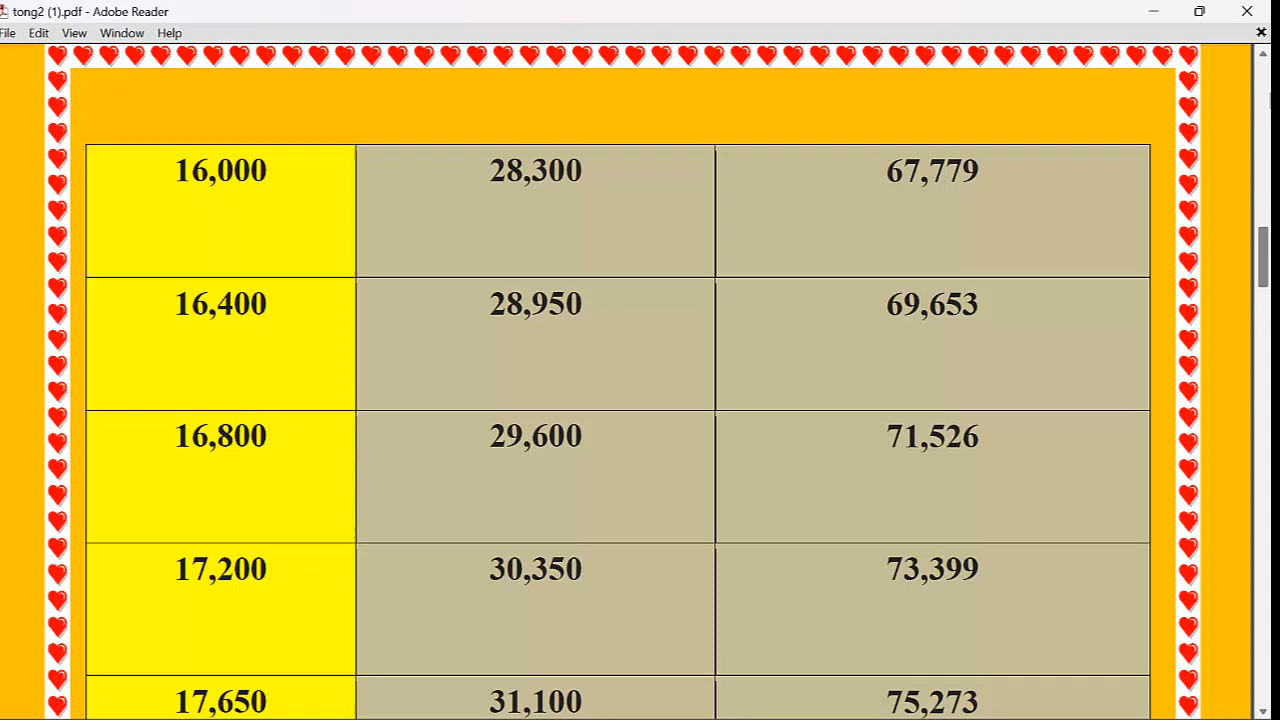 tong2 (1).pdf - Adobe Reader
File Edit View Window Help
16,000 28,300 67,779
16,400 28,950 69,653
16,800 29,600 71,526
17,200 30,350 73,399
17,650 31,100 75,273